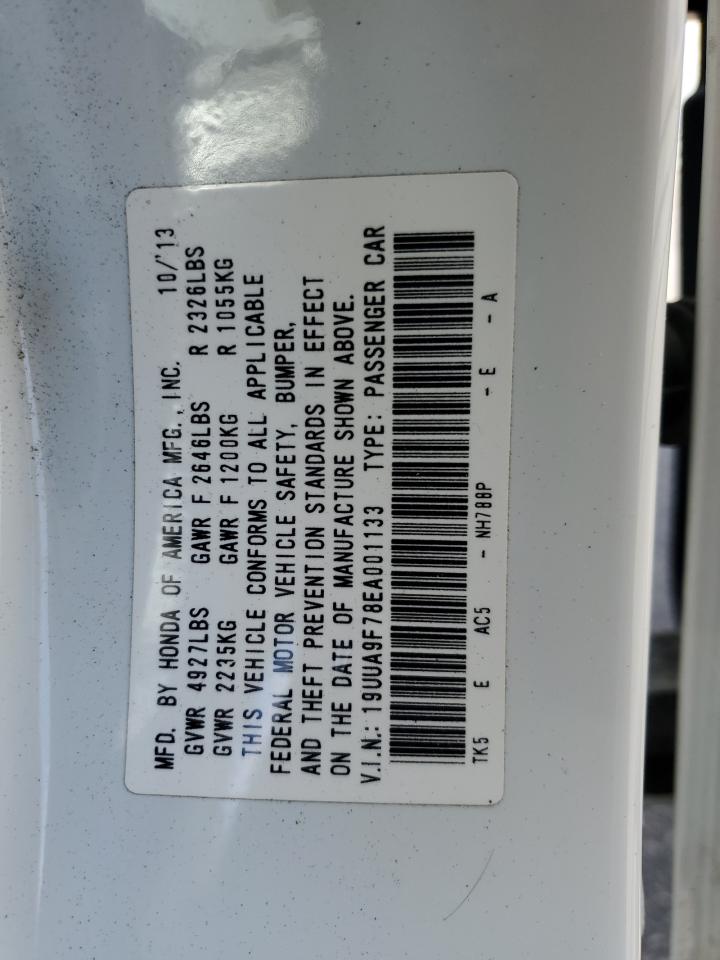 MFD. BY HONDA OF AMERICA MFG., INC. 10/'13
GVWR 4927LBS GAWR F 2646LBS R 2326LBS
GVWR 2235KG GAWR F 1200KG R 1055KG
THIS VEHICLE CONFORMS TO ALL APPLICABLE
FEDERAL MOTOR VEHICLE SAFETY, BUMPER,
AND THEFT PREVENTION STANDARDS IN EFFECT
ON THE DATE OF MANUFACTURE SHOWN ABOVE.
V.I.N.: 19UUA9F78EA001133 TYPE: PASSENGER CAR
TK5 E AC5 - NH788P - E - A